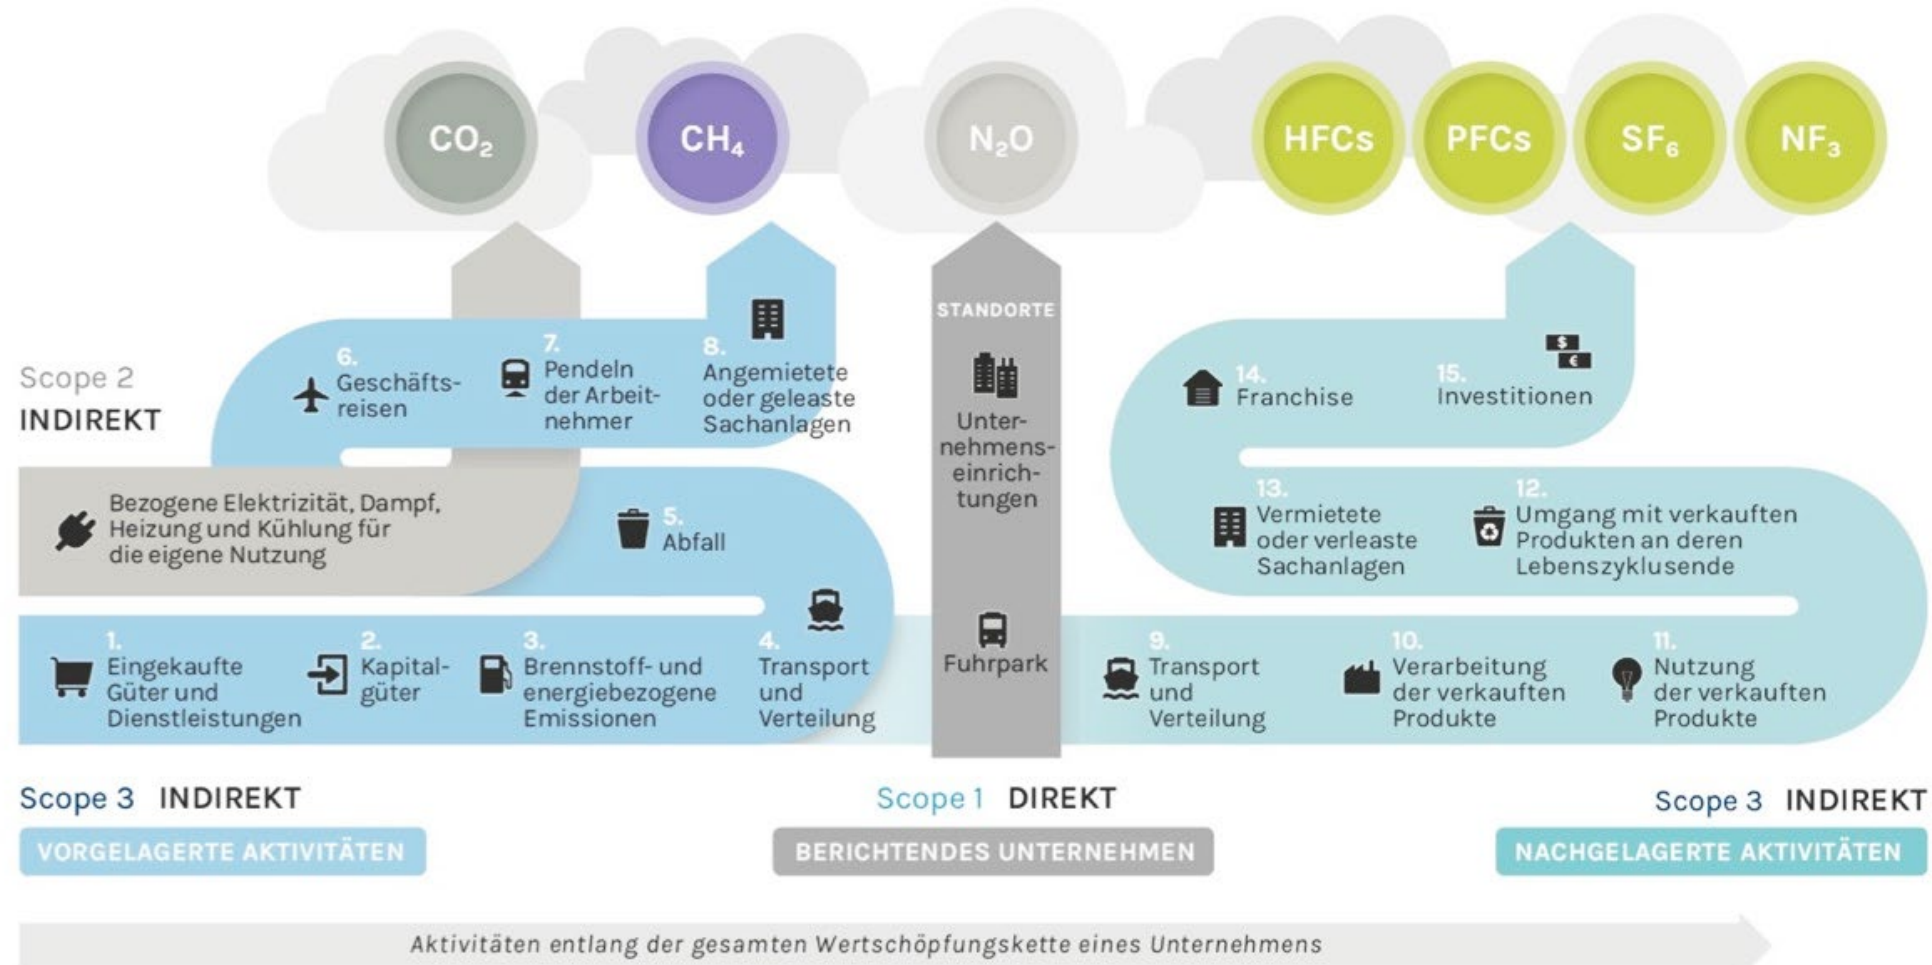 CO₂
CH₄
N₂O
HFCs
PFCs
SF₆
NF₃
Scope 2
INDIREKT
6.
Geschäfts-
reisen
7.
Pendeln
der Arbeit-
nehmer
8.
Angemietete
oder geleaste
Sachanlagen
Bezogene Elektrizität, Dampf,
Heizung und Kühlung für
die eigene Nutzung
5.
Abfall
1.
Eingekaufte
Güter und
Dienstleistungen
2.
Kapital-
güter
3.
Brennstoff- und
energiebezogene
Emissionen
4.
Transport
und
Verteilung
STANDORTE
Unter-
nehmens-
einrich-
tungen
Fuhrpark
14.
Franchise
15.
Investitionen
$
€
13.
Vermietete
oder verleaste
Sachanlagen
12.
Umgang mit verkauften
Produkten an deren
Lebenszyklusende
9.
Transport
und
Verteilung
10.
Verarbeitung
der verkauften
Produkte
11.
Nutzung
der verkauften
Produkte
Scope 3 INDIREKT
VORGELAGERTE AKTIVITÄTEN
Scope 1 DIREKT
BERICHTENDES UNTERNEHMEN
Scope 3 INDIREKT
NACHGELAGERTE AKTIVITÄTEN
Aktivitäten entlang der gesamten Wertschöpfungskette eines Unternehmens